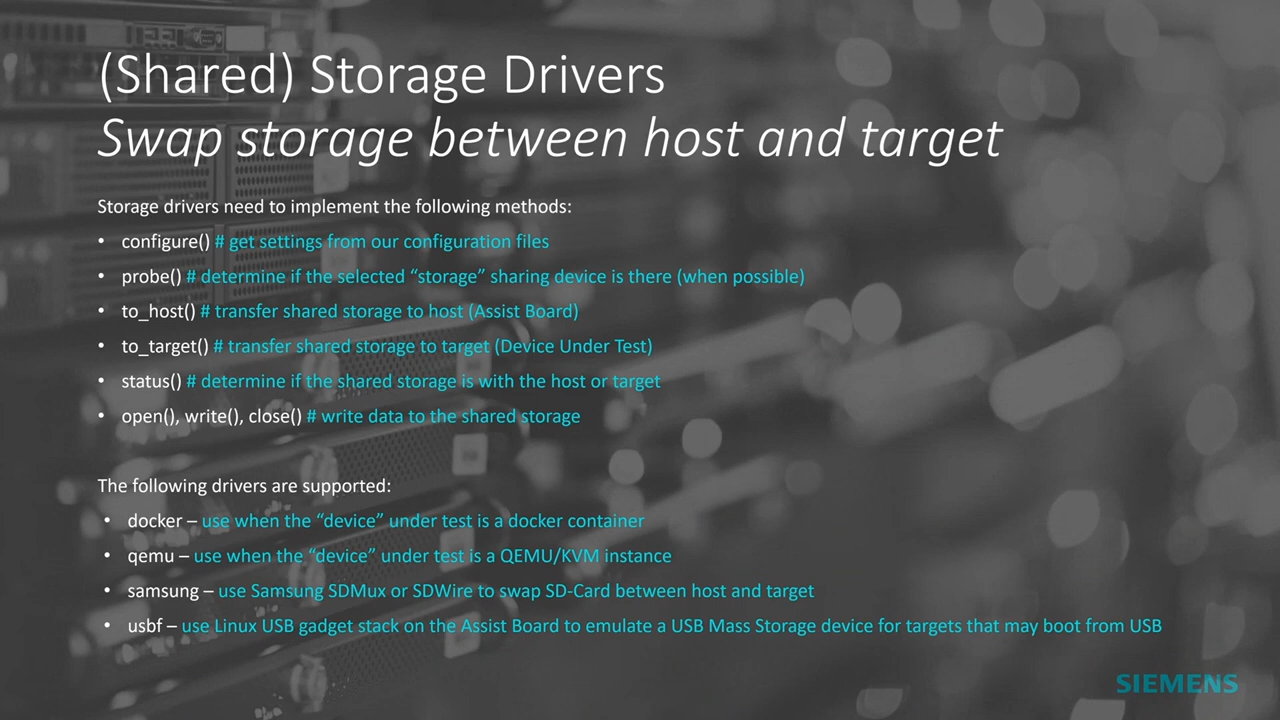 (Shared) Storage Drivers
Swap storage between host and target
Storage drivers need to implement the following methods:
• configure() # get settings from our configuration files
• probe() # determine if the selected “storage” sharing device is there (when possible)
• to_host() # transfer shared storage to host (Assist Board)
• to_target() # transfer shared storage to target (Device Under Test)
• status() # determine if the shared storage is with the host or target
• open(), write(), close() # write data to the shared storage
The following drivers are supported:
• docker – use when the “device” under test is a docker container
• qemu – use when the “device” under test is a QEMU/KVM instance
• samsung – use Samsung SDMux or SDWire to swap SD-Card between host and target
• usbf – use Linux USB gadget stack on the Assist Board to emulate a USB Mass Storage device for targets that may boot from USB
SIEMENS